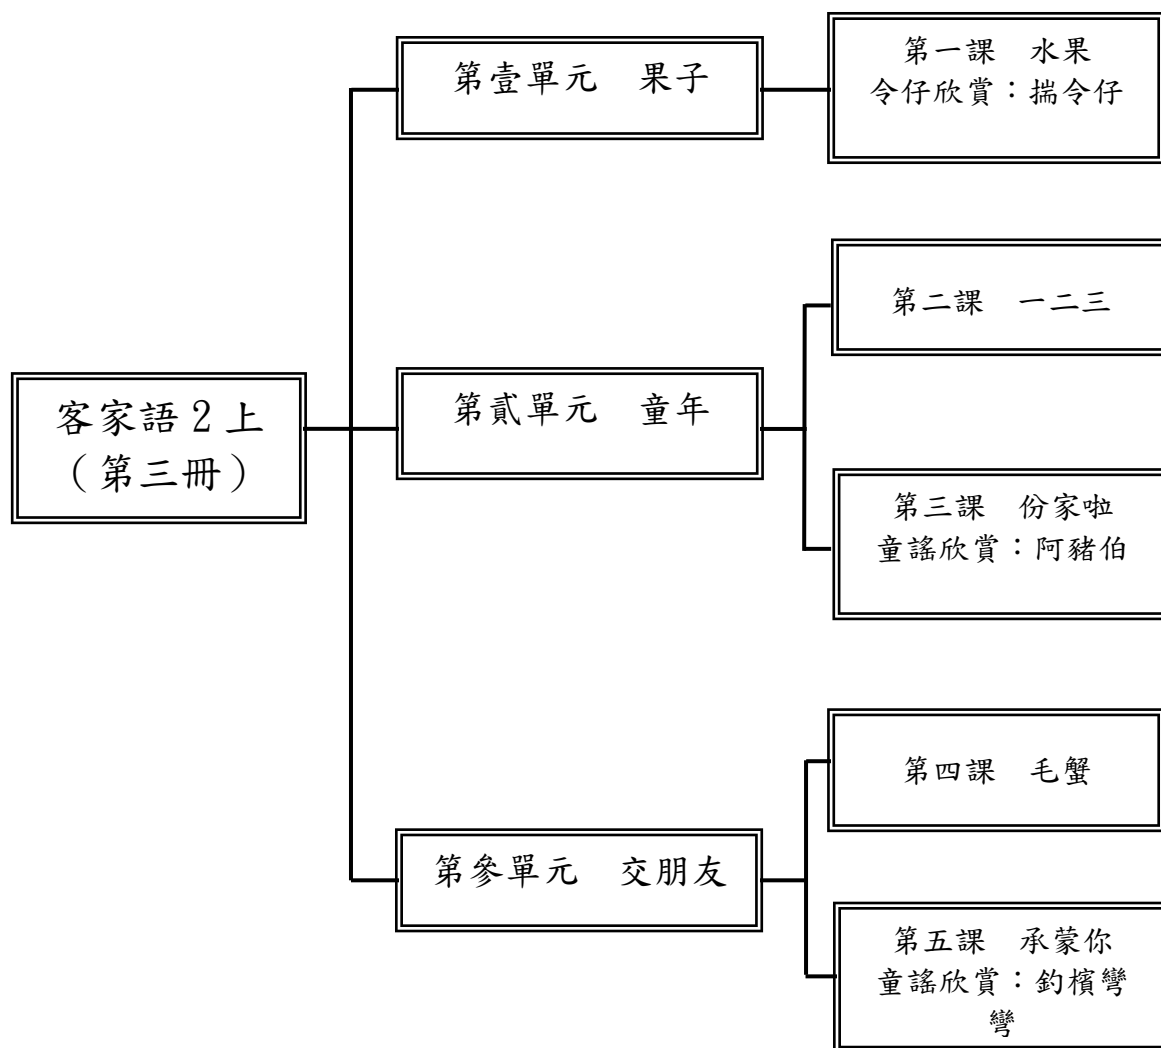 客家語2上
（第三冊）
第壹單元　果子
第一課　水果
令仔欣賞：揣令仔
第貳單元　童年
第二課　一二三
第三課　份家啦
童謠欣賞：阿豬伯
第參單元　交朋友
第四課　毛蟹
第五課　承蒙你
童謠欣賞：釣檳彎
彎